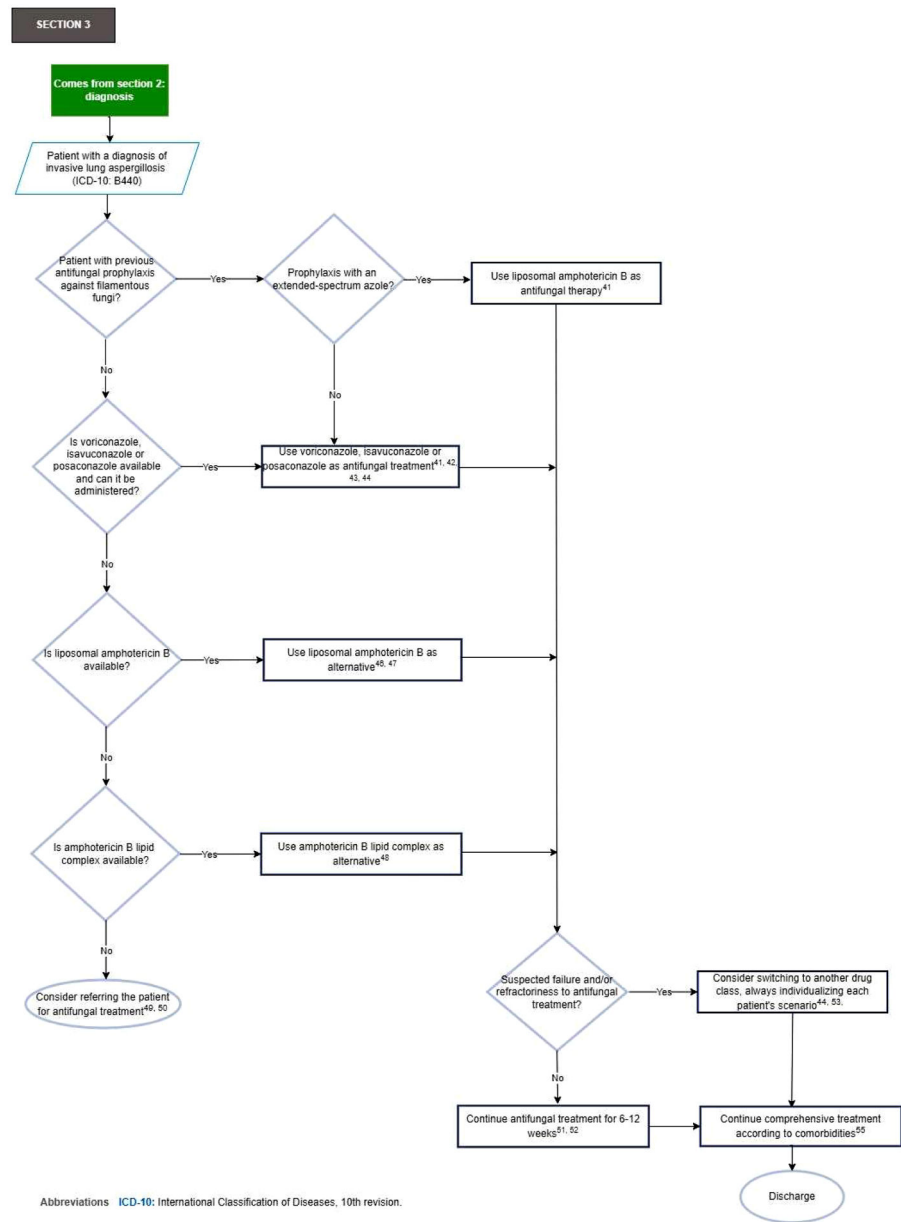 SECTION 3
Comes from section 2:
diagnosis
Patient with a diagnosis of
invasive lung aspergillosis
(ICD-10: B440)
Patient with previous
antifungal prophylaxis
against filamentous
fungi?
Yes
Prophylaxis with an
extended-spectrum azole?
Yes
Use liposomal amphotericin B as
antifungal therapy41
No
No
Is voriconazole,
isavuconazole or
posaconazole available
and can it be
administered?
Yes
Use voriconazole, isavuconazole or
posaconazole as antifungal treatment41, 42,
43, 44
No
Is liposomal amphotericin B
available?
Yes
Use liposomal amphotericin B as
alternative46, 47
No
Is amphotericin B lipid
complex available?
Yes
Use amphotericin B lipid complex as
alternative48
No
Consider referring the patient
for antifungal treatment49, 50
Suspected failure and/or
refractoriness to antifungal
treatment?
Yes
Consider switching to another drug
class, always individualizing each
patient's scenario44, 53,
No
Continue antifungal treatment for 6-12
weeks51, 52
Continue comprehensive treatment
according to comorbidities55
Discharge
Abbreviations ICD-10: International Classification of Diseases, 10th revision.